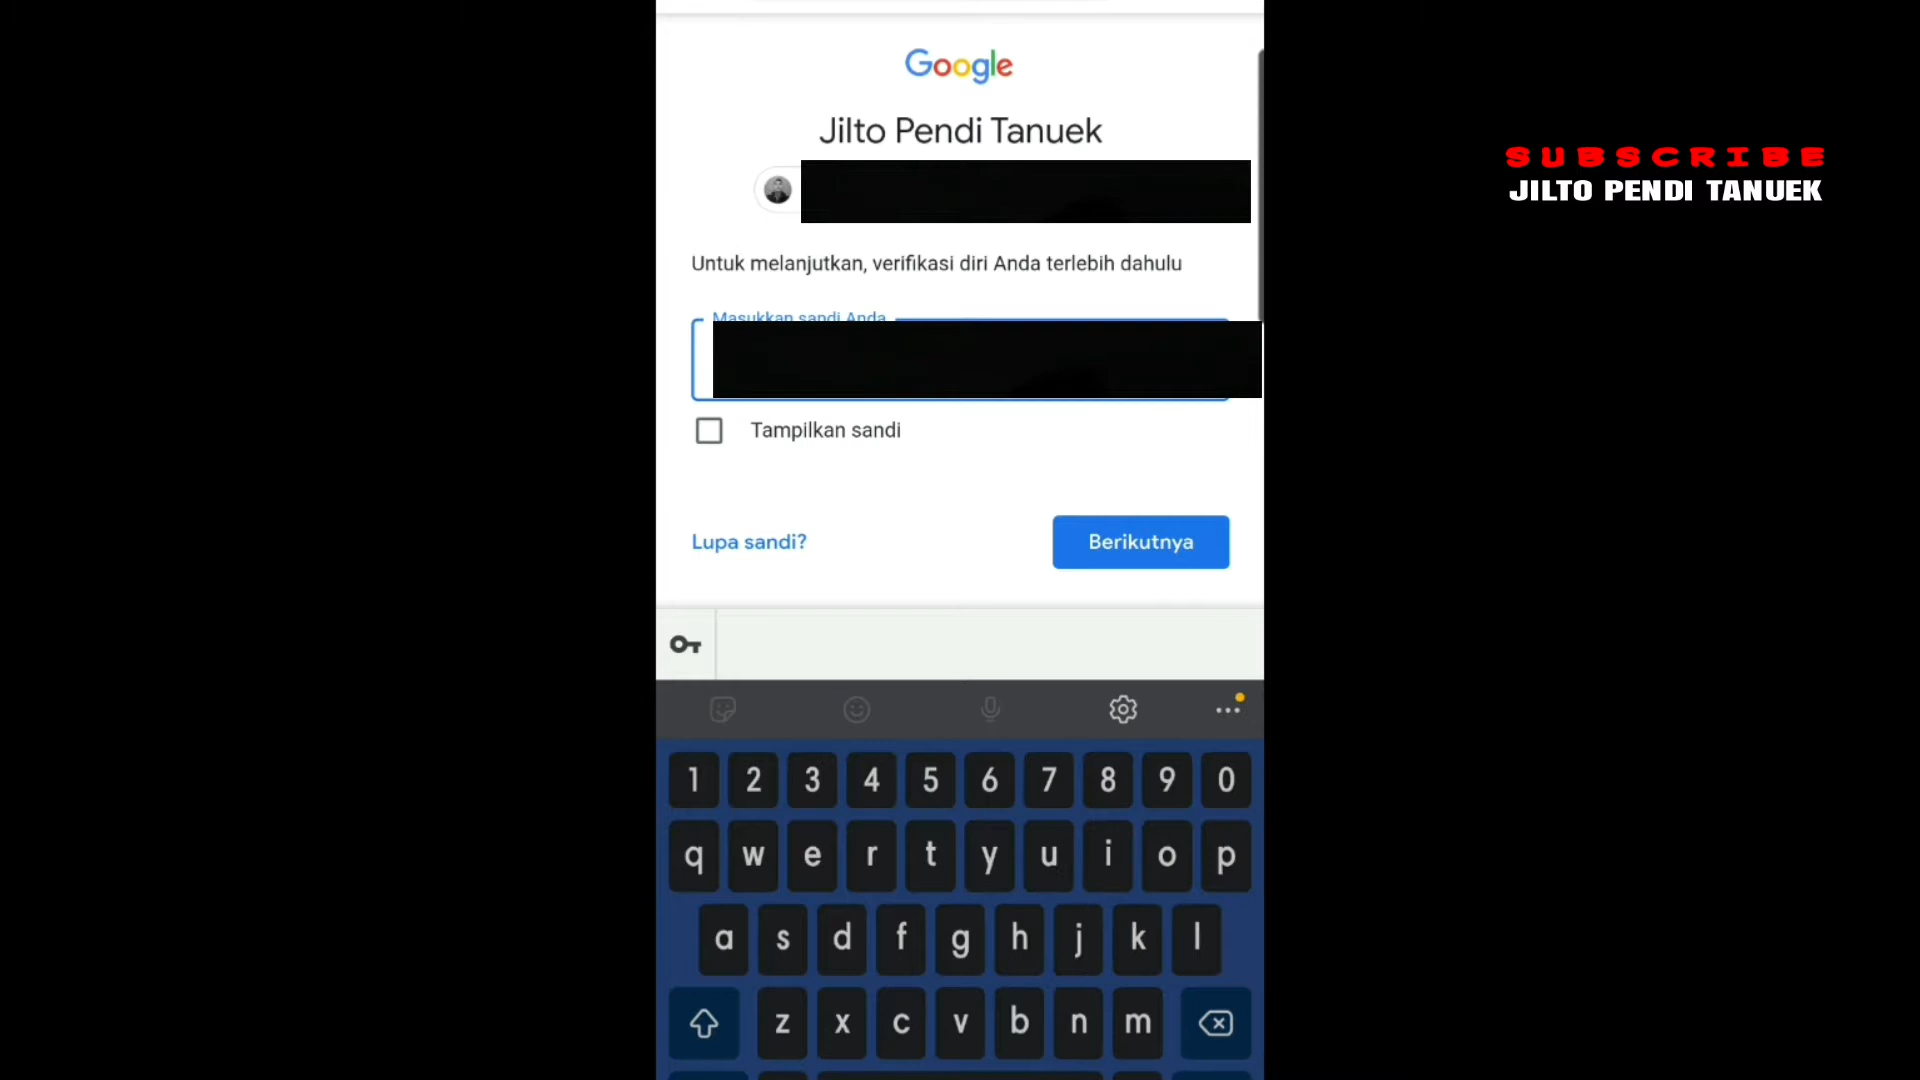 Google
Jilto Pendi Tanuek
SUBSCRIBE
JILTO PENDI TANUEK
Untuk melanjutkan, verifikasi diri Anda terlebih dahulu
Masukkan sandi Anda
Tampilkan sandi
Lupa sandi?
Berikutnya
1 2 3 4 5 6 7 8 9 0
q w e r t y u i o p
a s d f g h j k l
z x c v b n m